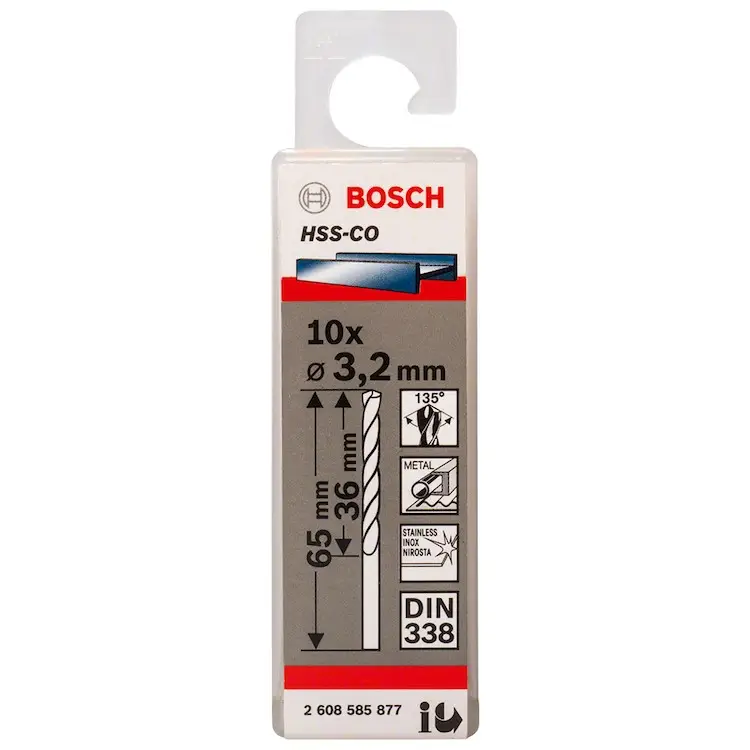 BOSCH
HSS-CO
10x
ø 3,2 mm
135°
65 mm
36 mm
METAL
STAINLESS
INOX
NIROSTA
DIN
338
2 608 585 877